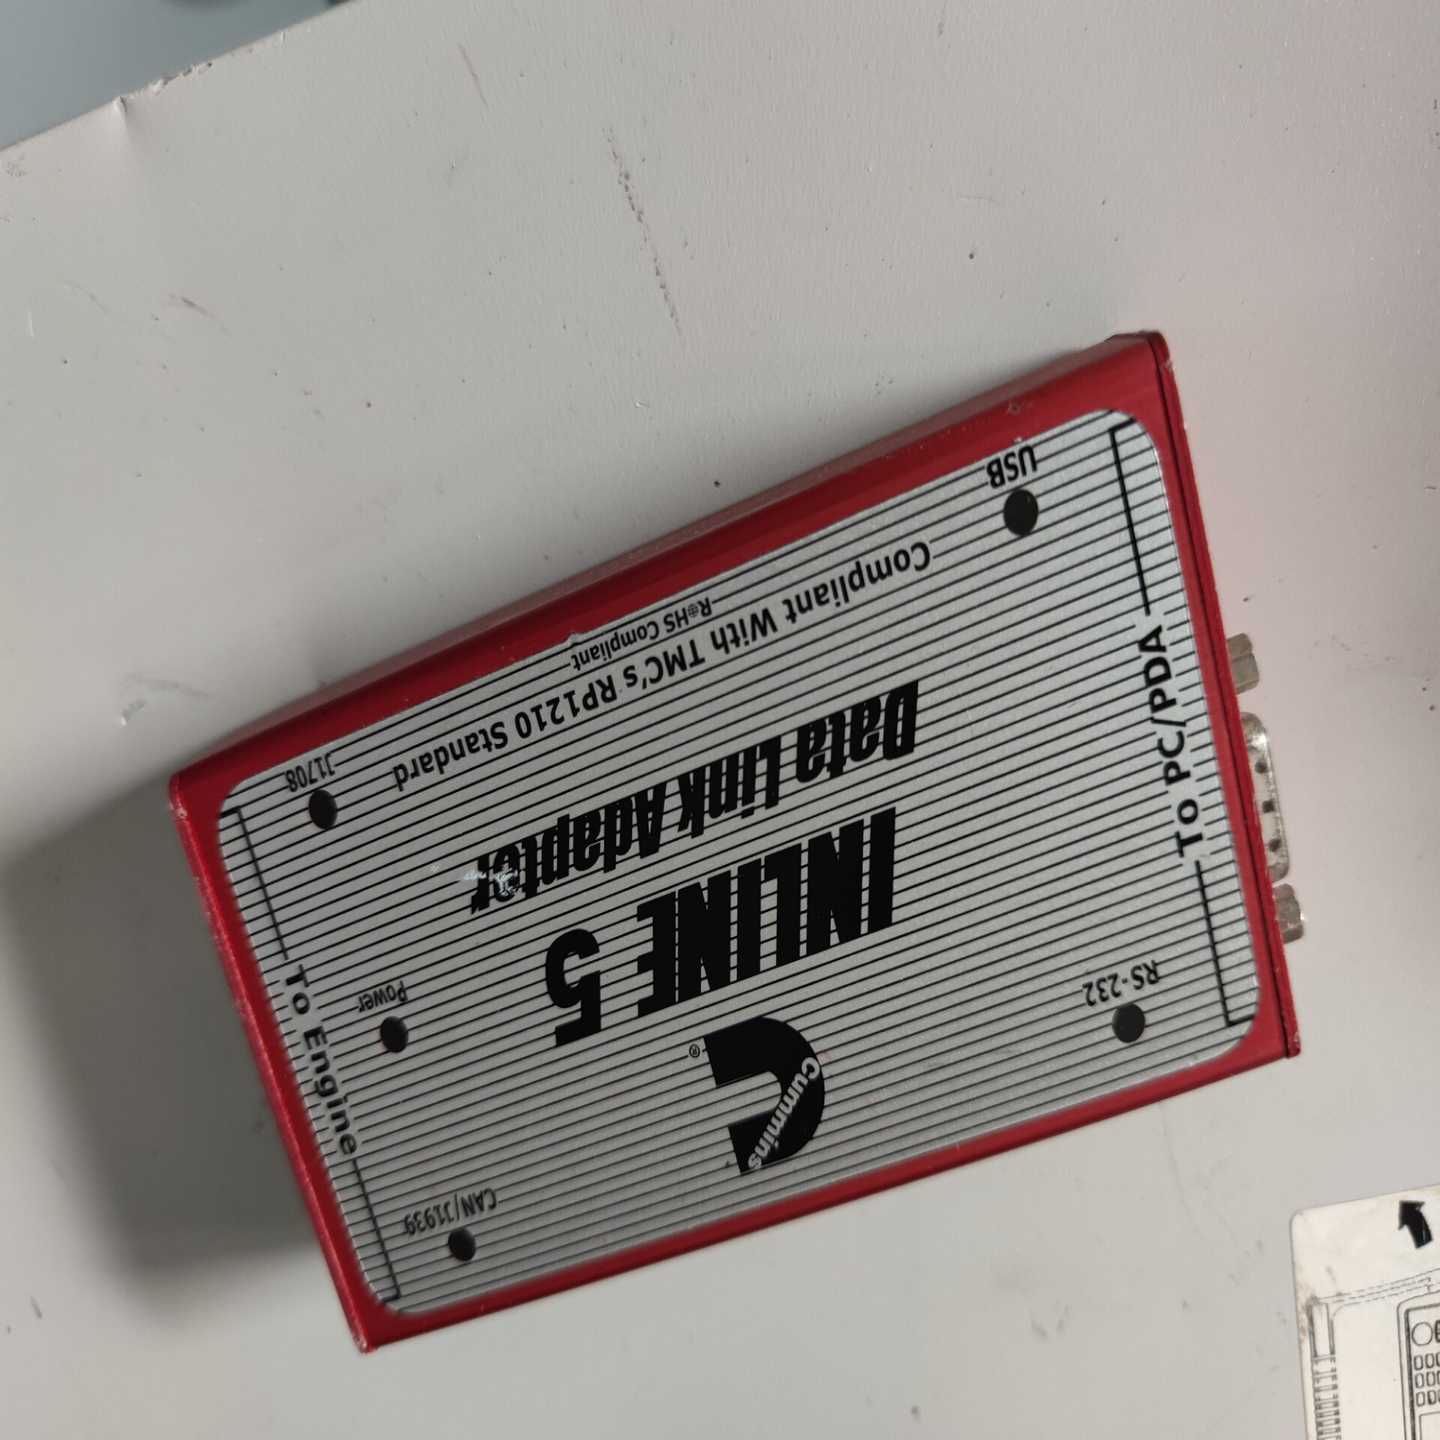 Cummins
®
INLINE 5
Data Link Adapter
Compliant With TMC's RP1210 Standard
RoHS Compliant
To PC/PDA
To Engine
RS-232
USB
CAN/J1939
Power
J1708